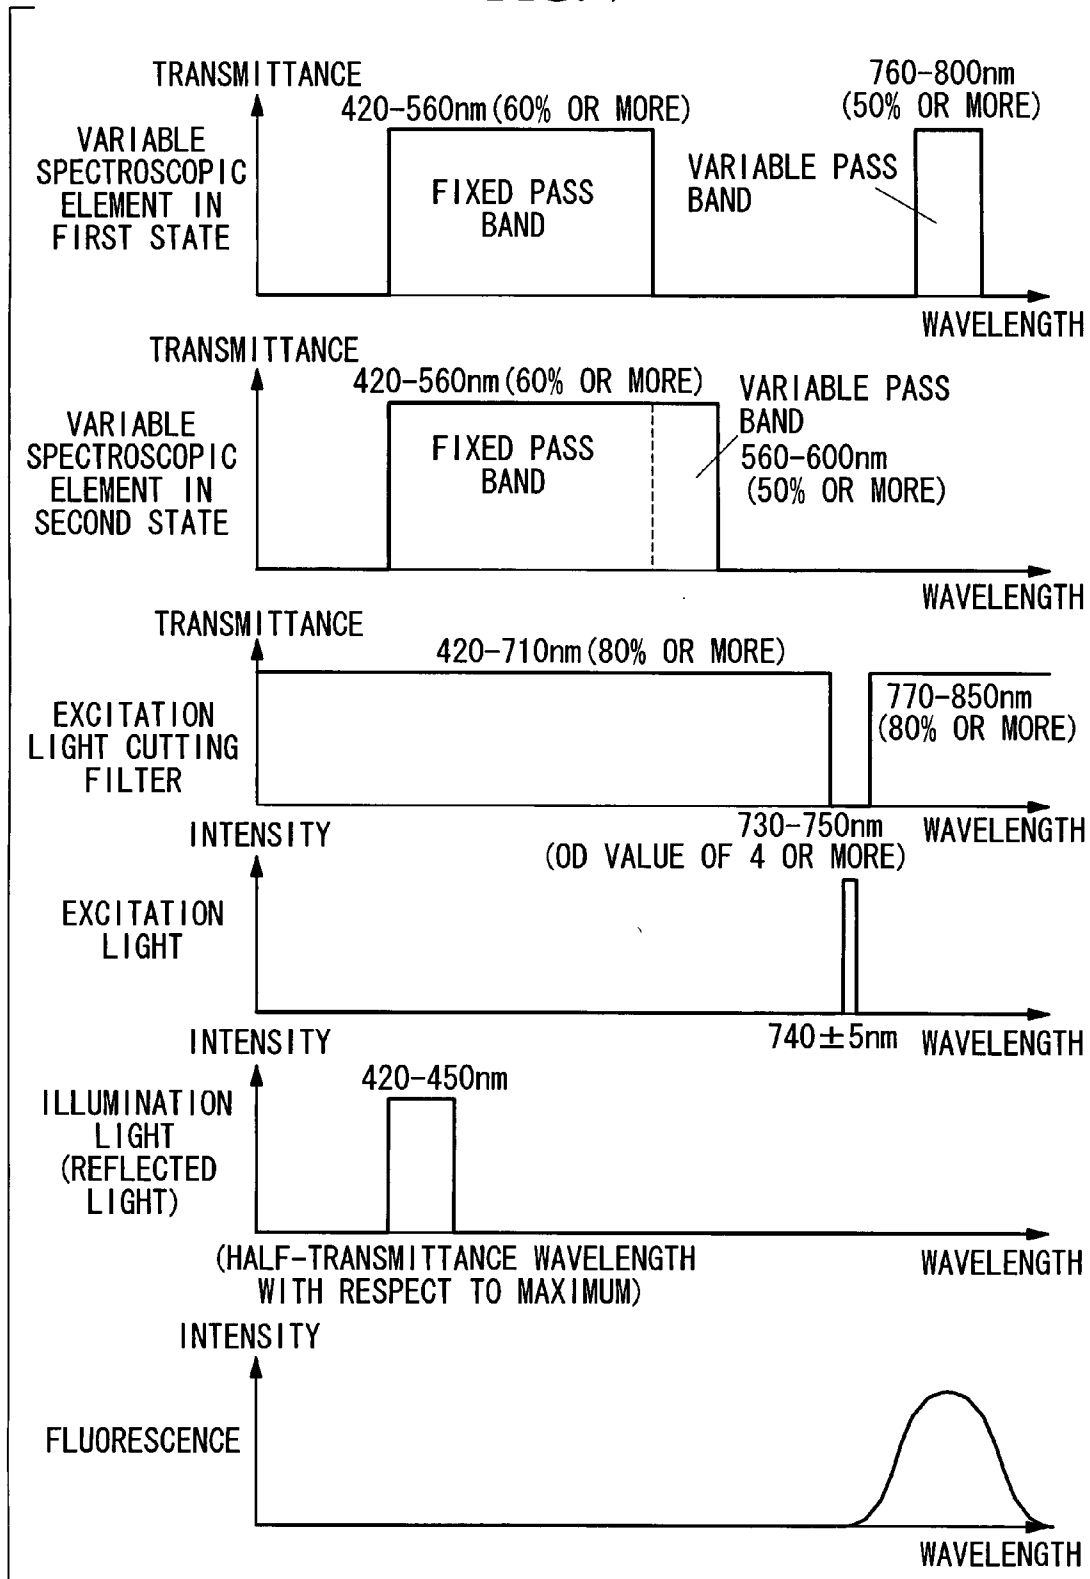 TRANSMITTANCE
420-560nm(60% OR MORE)
760-800nm
(50% OR MORE)
VARIABLE
SPECTROSCOPIC
ELEMENT IN
FIRST STATE
FIXED PASS
BAND
VARIABLE PASS
BAND
WAVELENGTH
TRANSMITTANCE
420-560nm(60% OR MORE)
VARIABLE PASS
BAND
560-600nm
(50% OR MORE)
VARIABLE
SPECTROSCOPIC
ELEMENT IN
SECOND STATE
FIXED PASS
BAND
WAVELENGTH
TRANSMITTANCE
420-710nm(80% OR MORE)
770-850nm
(80% OR MORE)
EXCITATION
LIGHT CUTTING
FILTER
730-750nm
(OD VALUE OF 4 OR MORE)
WAVELENGTH
INTENSITY
EXCITATION
LIGHT
740±5nm
WAVELENGTH
INTENSITY
420-450nm
ILLUMINATION
LIGHT
(REFLECTED
LIGHT)
(HALF-TRANSMITTANCE WAVELENGTH
WITH RESPECT TO MAXIMUM)
WAVELENGTH
INTENSITY
FLUORESCENCE
WAVELENGTH